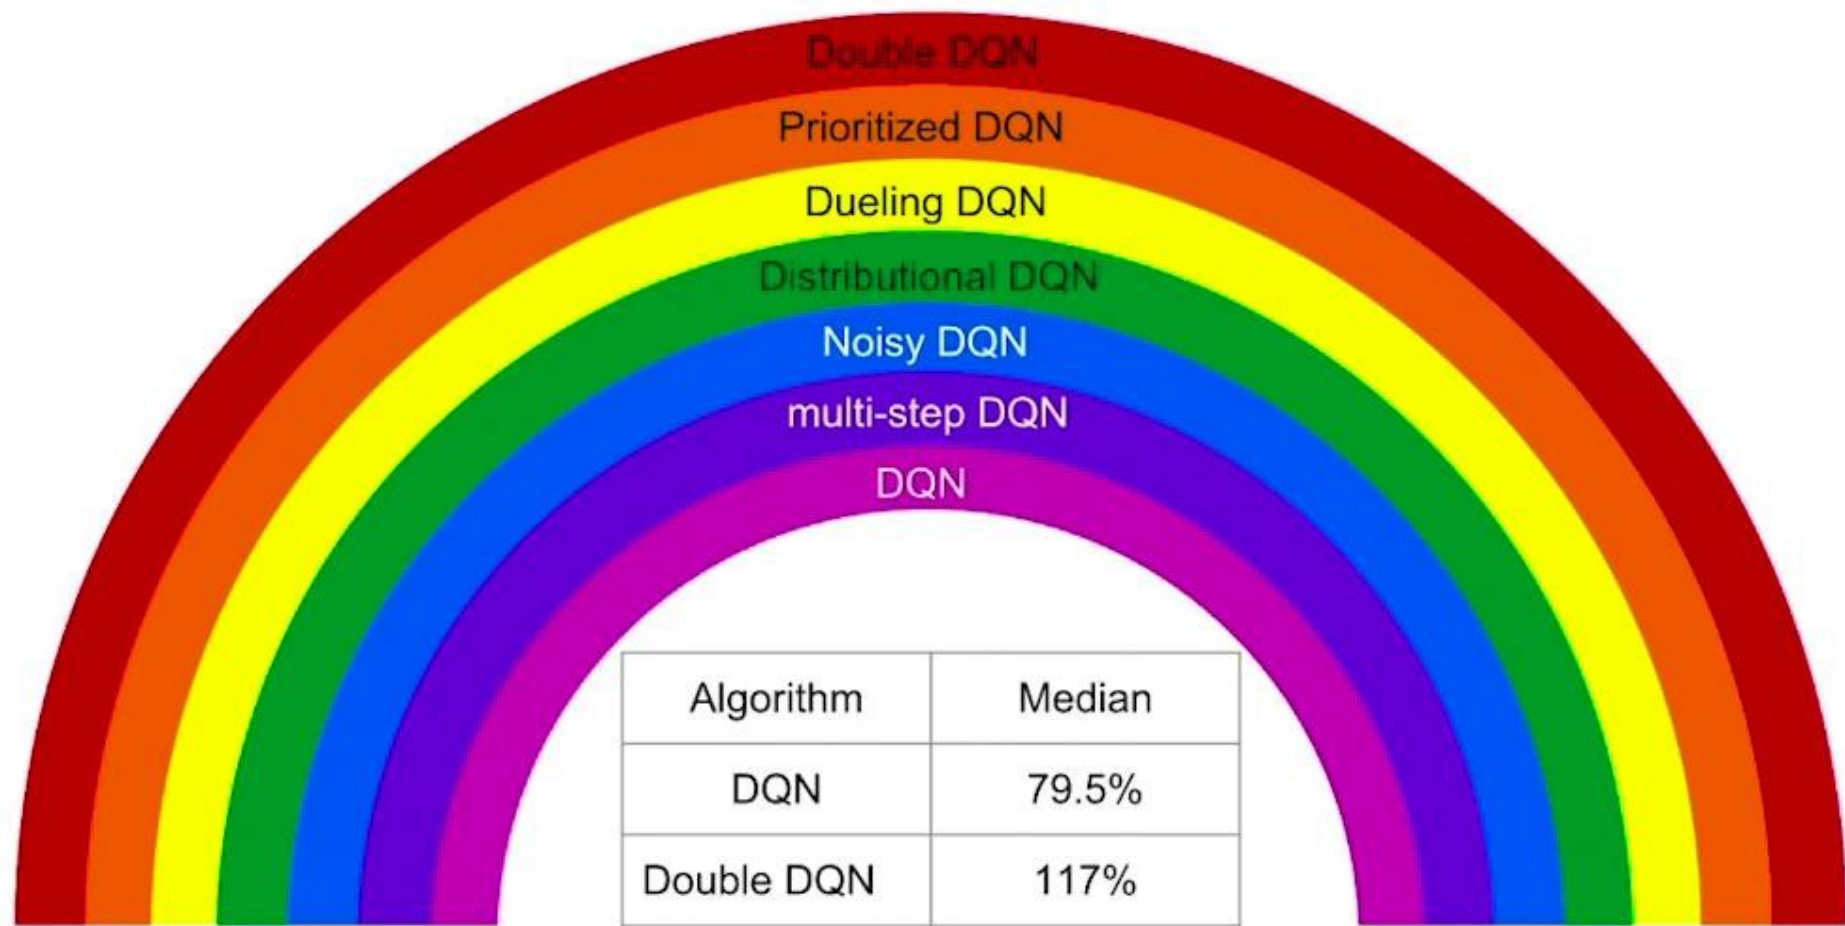 Double DQN
Prioritized DQN
Dueling DQN
Distributional DQN
Noisy DQN
multi-step DQN
DQN
Algorithm Median
DQN 79.5%
Double DQN 117%